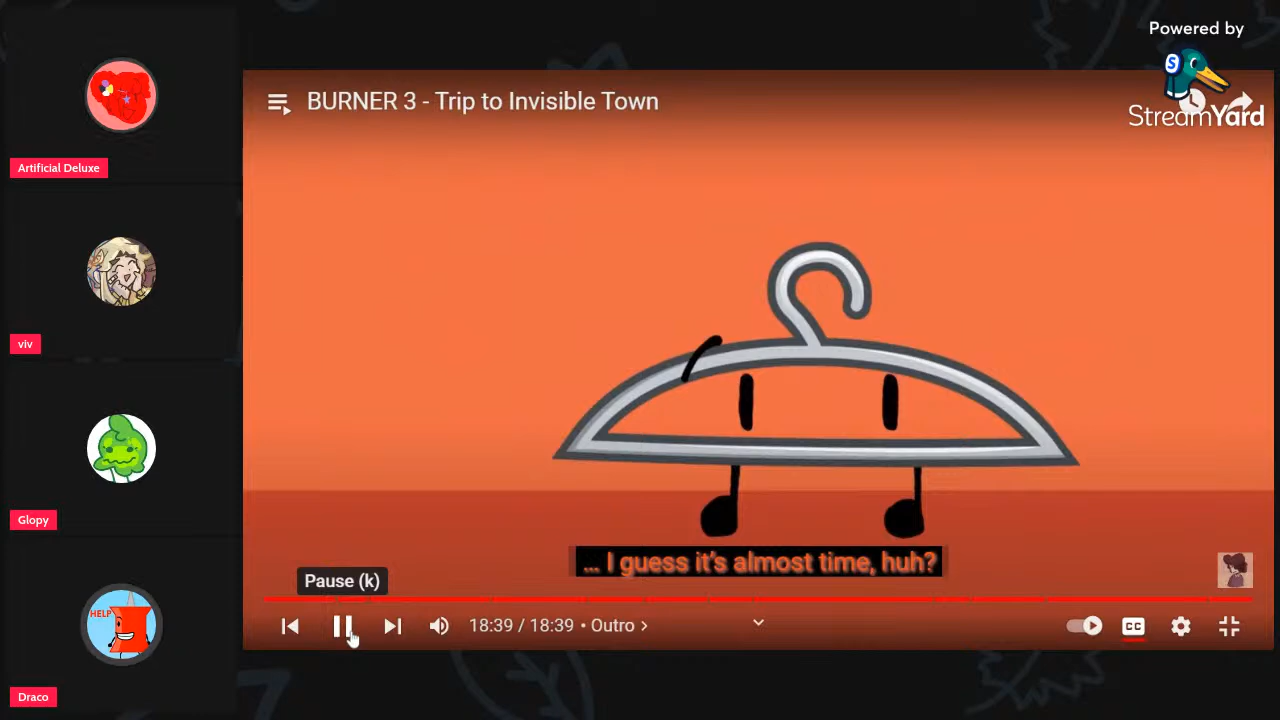 Powered by
StreamYard
BURNER 3 - Trip to Invisible Town
Artificial Deluxe
viv
Glopy
HELP
Draco
... I guess it's almost time, huh?
Pause (k)
18:39 / 18:39 • Outro >
CC
S